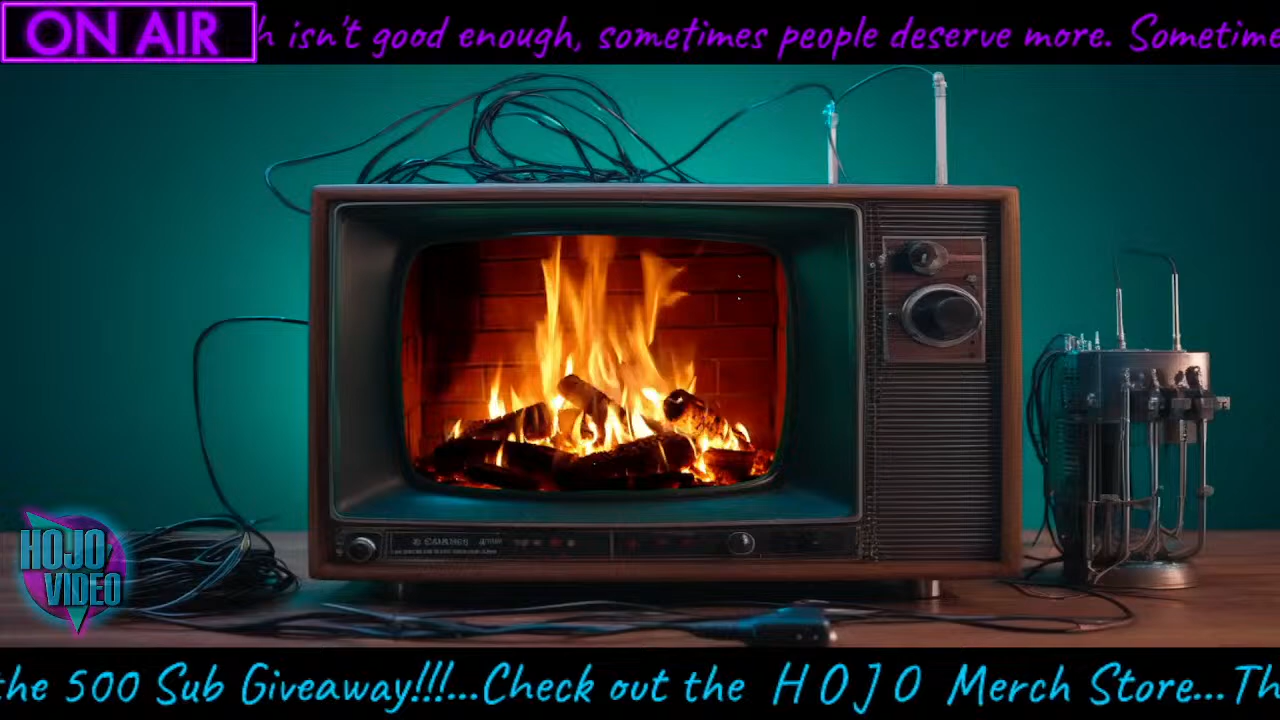 ON AIR
h isn't good enough, sometimes people deserve more. Sometime
HOJO
VIDEO
the 500 Sub Giveaway!!!...Check out the HOJO Merch Store...Th